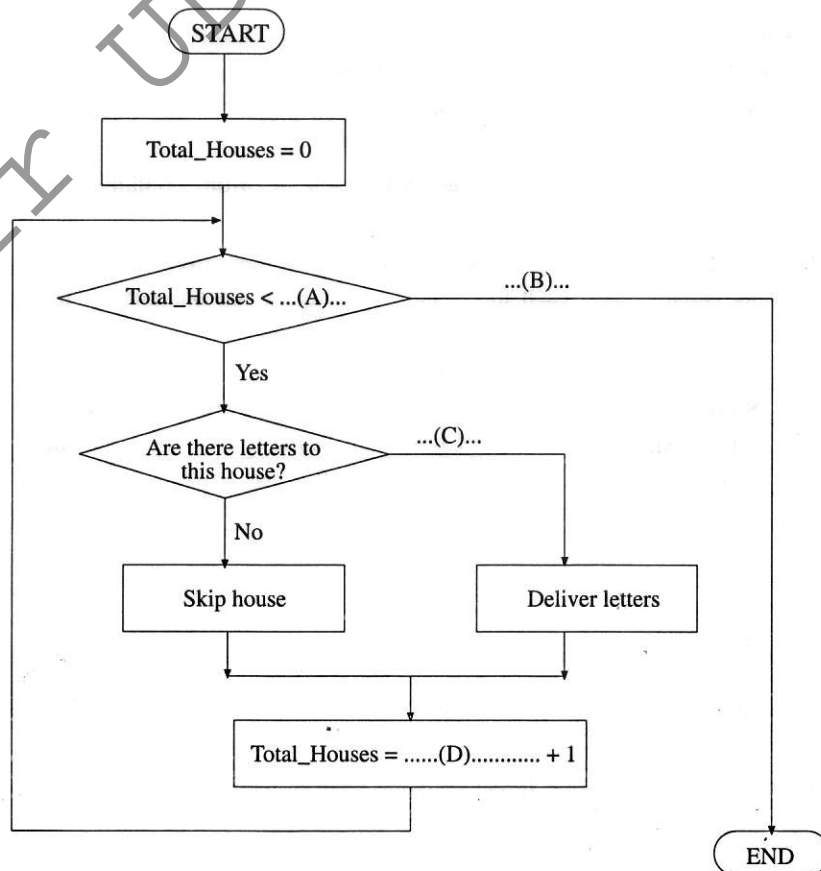 START
Total_Houses = 0
Total_Houses < ...(A)...
...(B)...
Yes
Are there letters to
this house?
...(C)...
No
Skip house
Deliver letters
Total_Houses = ......(D)............ + 1
END